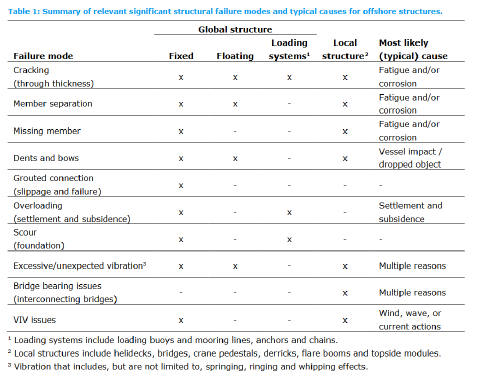 Table 1: Summary of relevant significant structural failure modes and typical causes for offshore structures.
Global structure
Failure mode Fixed Floating Loading systems¹ Local structure² Most likely (typical) cause
Cracking (through thickness) x x x x Fatigue and/or corrosion
Member separation x x - x Fatigue and/or corrosion
Missing member x - - x Fatigue and/or corrosion
Dents and bows x x - x Vessel impact / dropped object
Grouted connection (slippage and failure) x - - - -
Overloading (settlement and subsidence) x - x Settlement and subsidence
Scour (foundation) x - x - -
Excessive/unexpected vibration³ x x - x Multiple reasons
Bridge bearing issues (interconnecting bridges) - - - x Multiple reasons
VIV issues x - - x Wind, wave, or current actions
¹ Loading systems include loading buoys and mooring lines, anchors and chains.
² Local structures include helidecks, bridges, crane pedestals, derricks, flare booms and topside modules.
³ Vibration that includes, but are not limited to, springing, ringing and whipping effects.